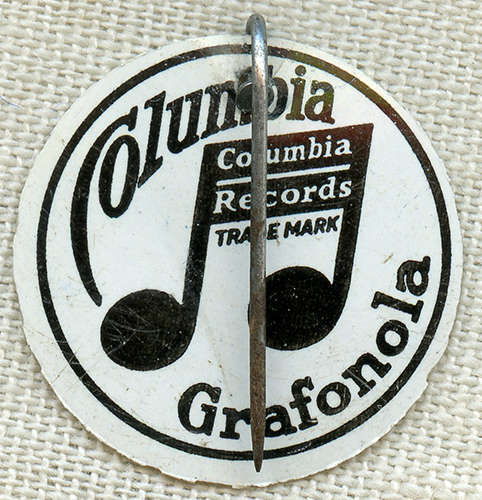 Columbia
Columbia
Records
TRADE MARK
Grafonola